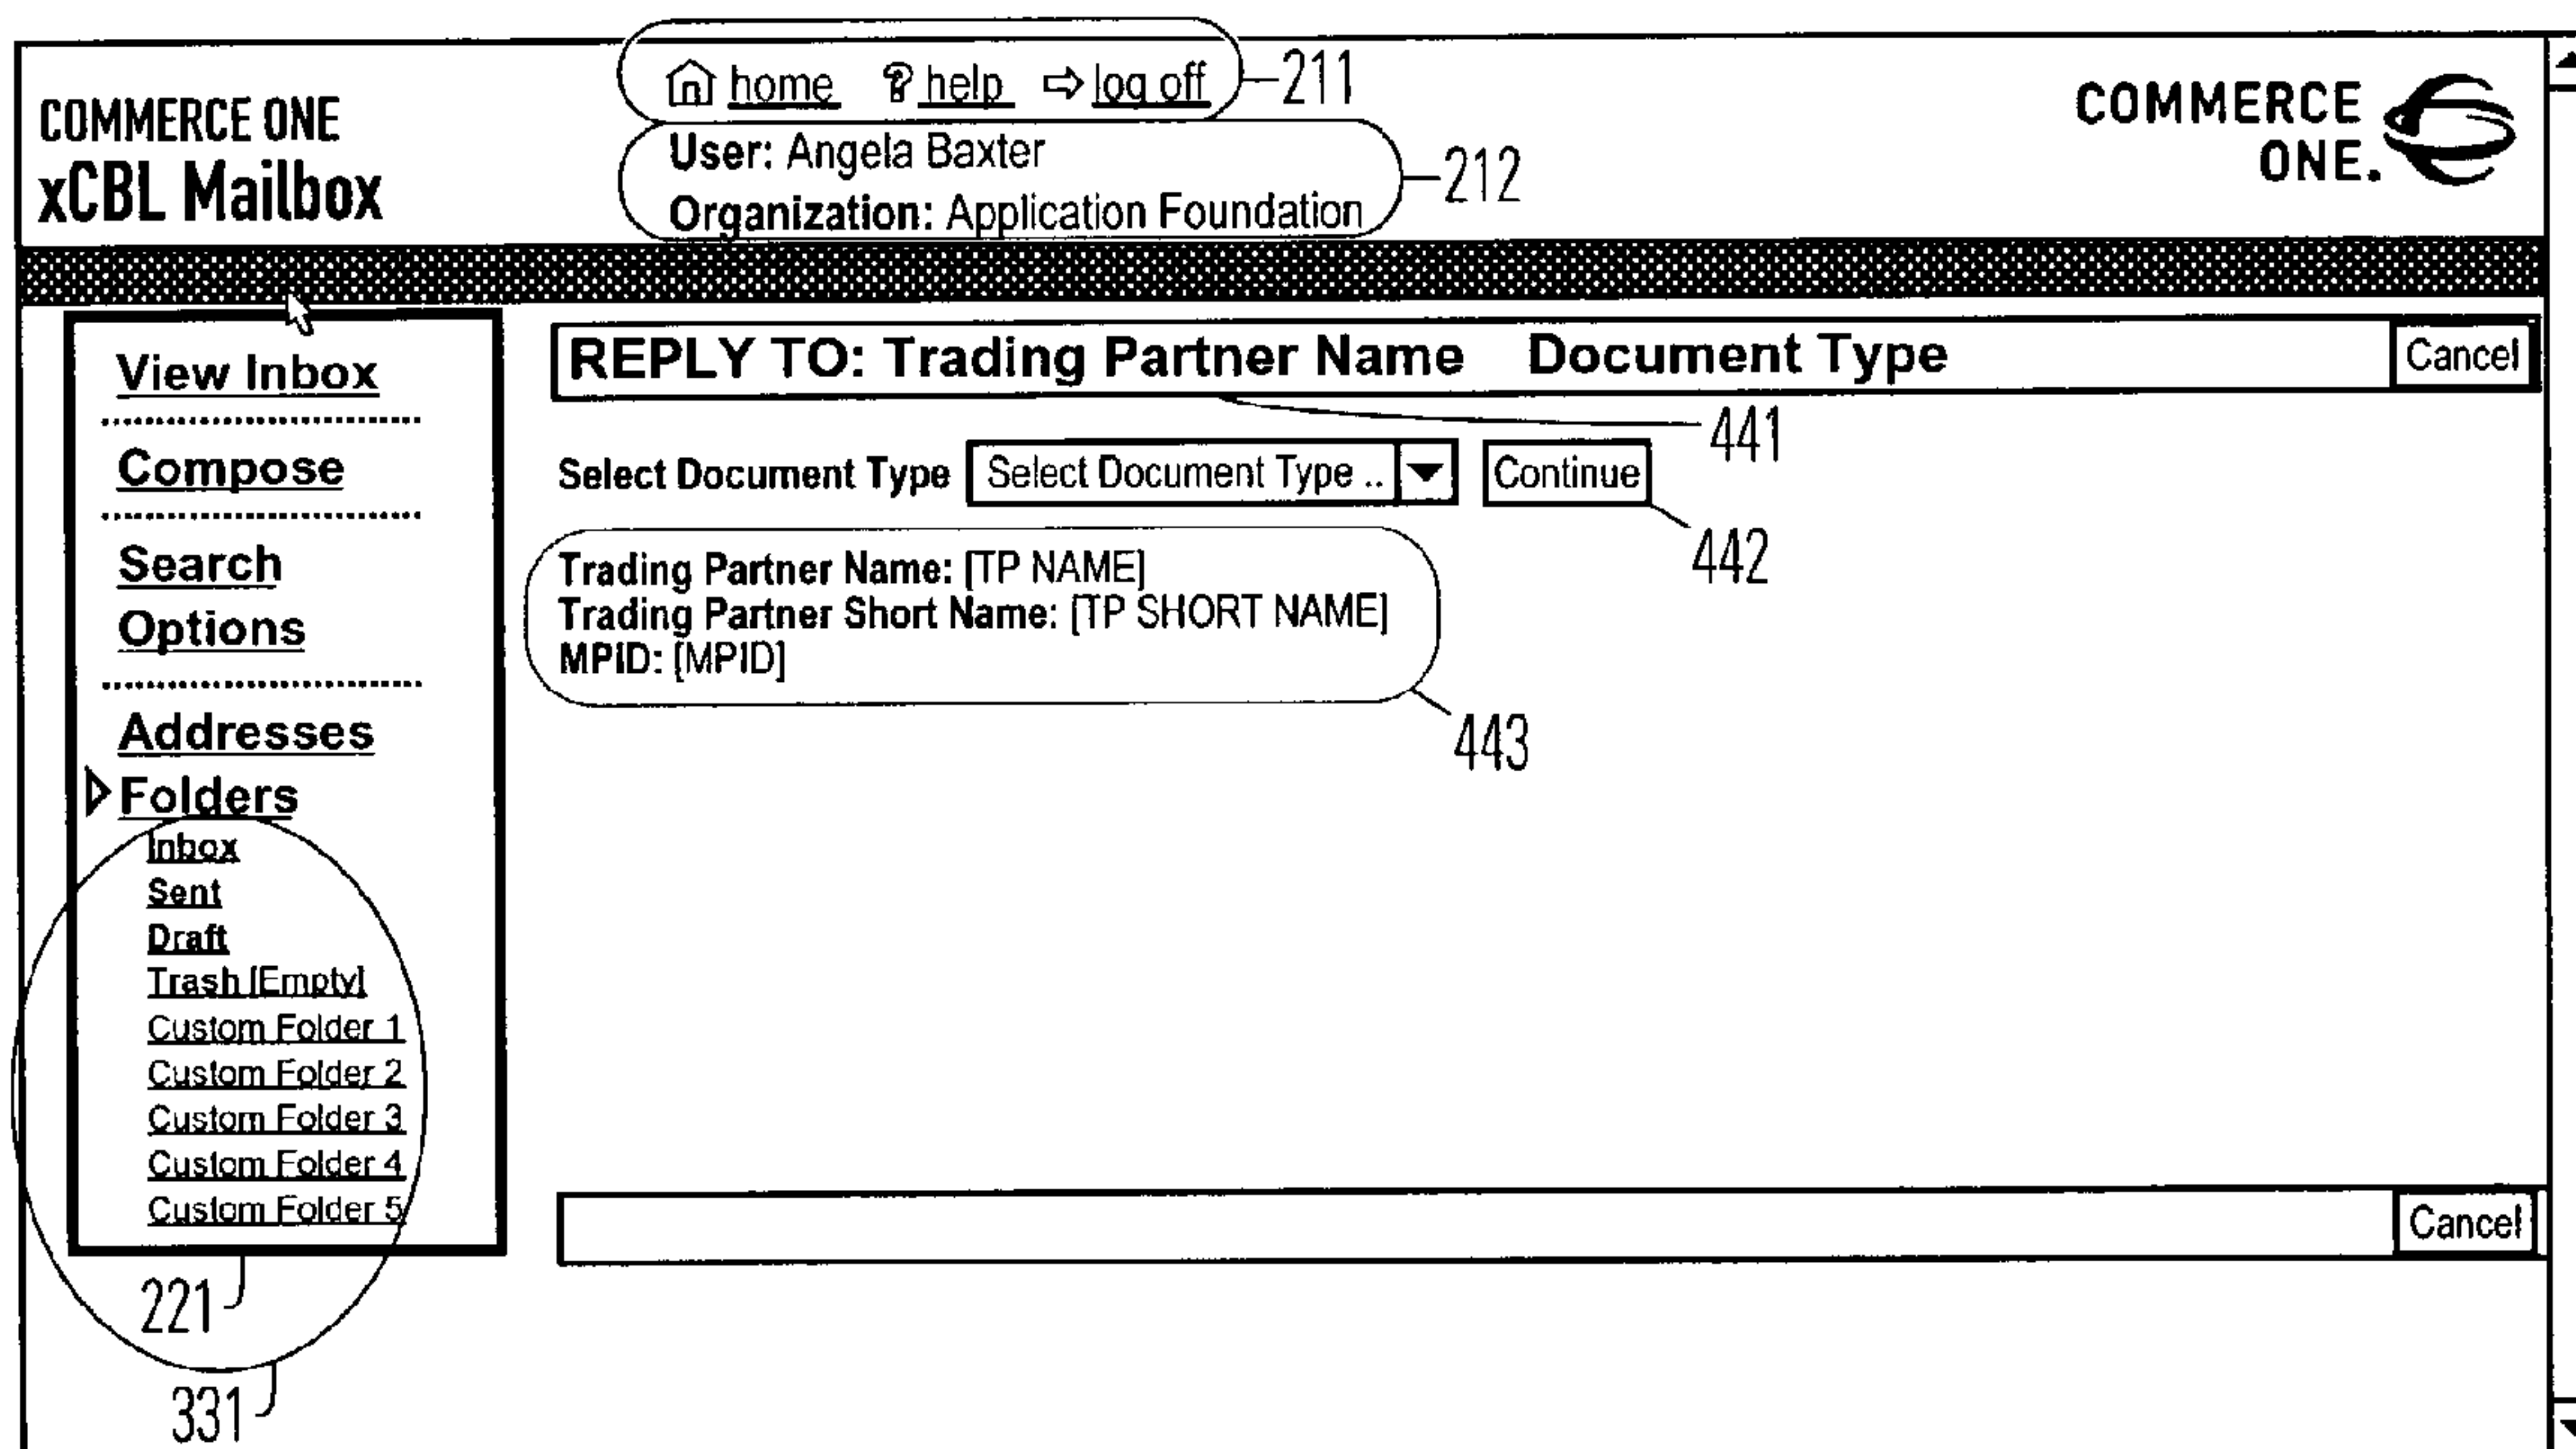 home ? help log off 211
COMMERCE ONE
xCBL Mailbox
User: Angela Baxter
Organization: Application Foundation
212
COMMERCE
ONE.
View Inbox
Compose
Search
Options
Addresses
Folders
Inbox
Sent
Draft
Trash [Empty]
Custom Folder 1
Custom Folder 2
Custom Folder 3
Custom Folder 4
Custom Folder 5
221
331
REPLY TO: Trading Partner Name Document Type Cancel
441
Select Document Type Select Document Type .. Continue
442
Trading Partner Name: [TP NAME]
Trading Partner Short Name: [TP SHORT NAME]
MPID: [MPID]
443
Cancel